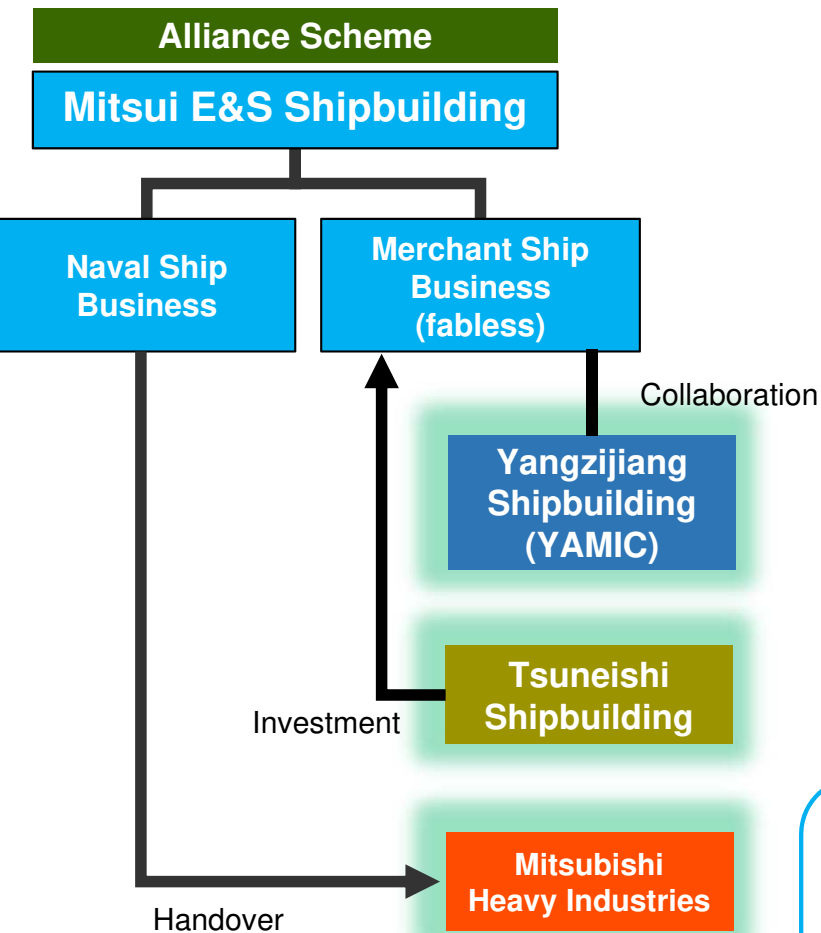 Alliance Scheme
Mitsui E&S Shipbuilding
Naval Ship
Business
Merchant Ship
Business
(fabless)
Collaboration
Yangzijiang
Shipbuilding
(YAMIC)
Tsuneishi
Shipbuilding
Investment
Mitsubishi
Heavy Industries
Handover